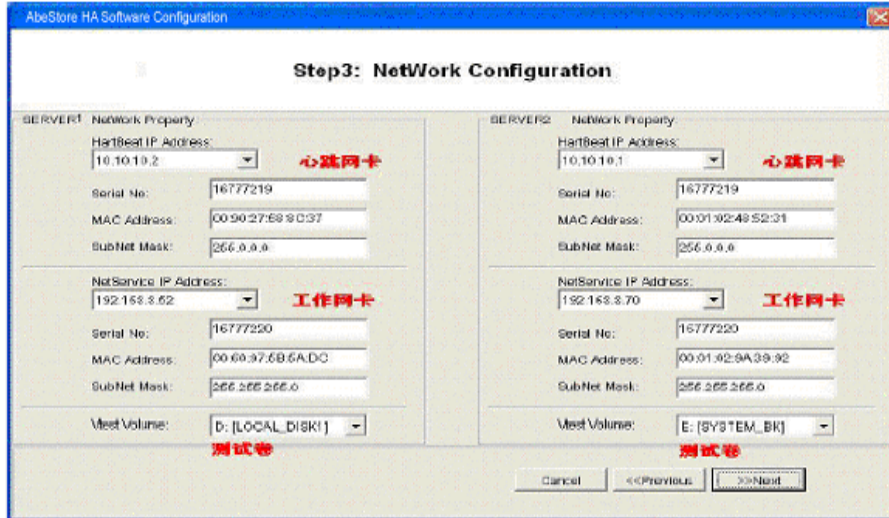 AbeStore HA Software Configuration
Step3: NetWork Configuration
SERVER1 NetWork Property:
HartBeat IP Address:
10.10.10.2 心跳网卡
Serial No: 16777219
MAC Address: 00:90:27:58:8C:37
SubNet Mask: 255.0.0.0
NetService IP Address:
192.168.8.52 工作网卡
Serial No: 16777220
MAC Address: 00:60:97:5B:5A:DC
SubNet Mask: 255.255.255.0
Vtest Volume: D: [LOCAL_DISK1]
测试卷
SERVER2 NetWork Property:
HartBeat IP Address:
10.10.10.1 心跳网卡
Serial No: 16777219
MAC Address: 00:01:02:48:52:31
SubNet Mask: 255.0.0.0
NetService IP Address:
192.168.8.70 工作网卡
Serial No: 16777220
MAC Address: 00:01:02:9A:39:92
SubNet Mask: 255.255.255.0
Vtest Volume: E: [SYSTEM_BK]
测试卷
Cancel <<Previous >>Next